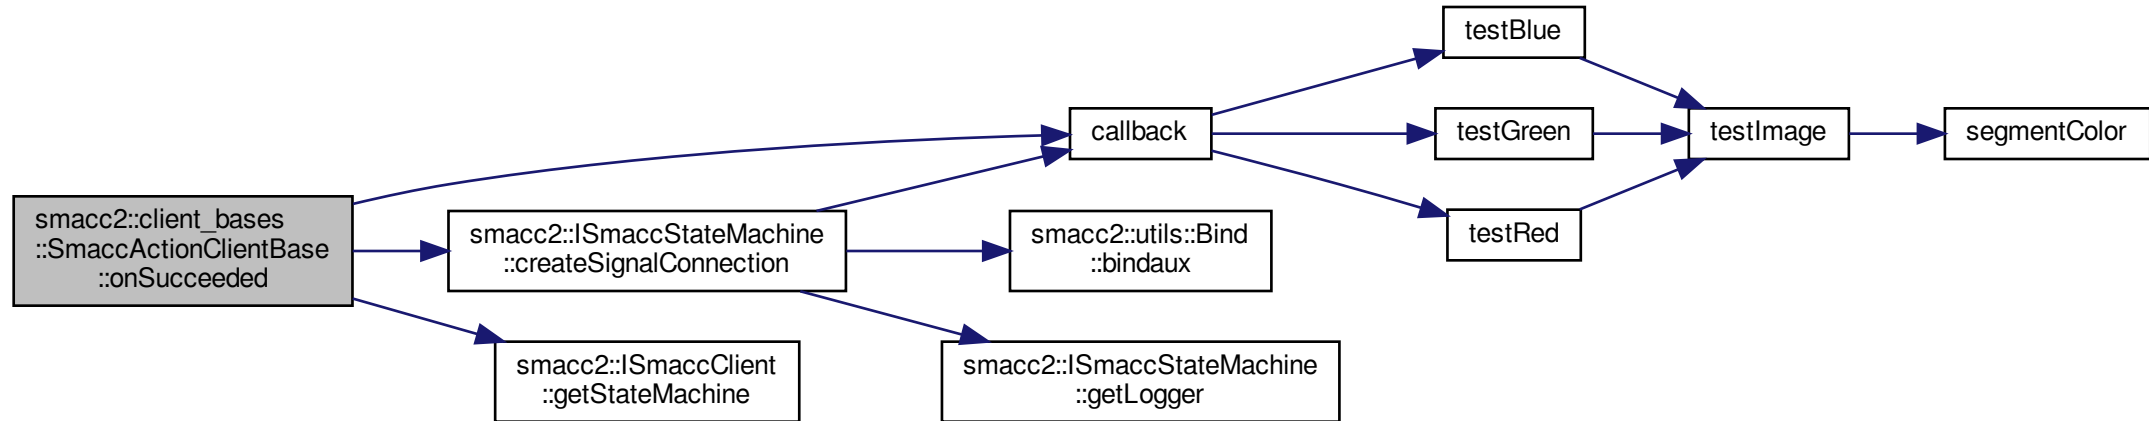 smacc2::client_bases
::SmaccActionClientBase
::onSucceeded
callback
testBlue
testGreen
testRed
testImage
segmentColor
smacc2::ISmaccStateMachine
::createSignalConnection
smacc2::utils::Bind
::bindaux
smacc2::ISmaccStateMachine
::getLogger
smacc2::ISmaccClient
::getStateMachine